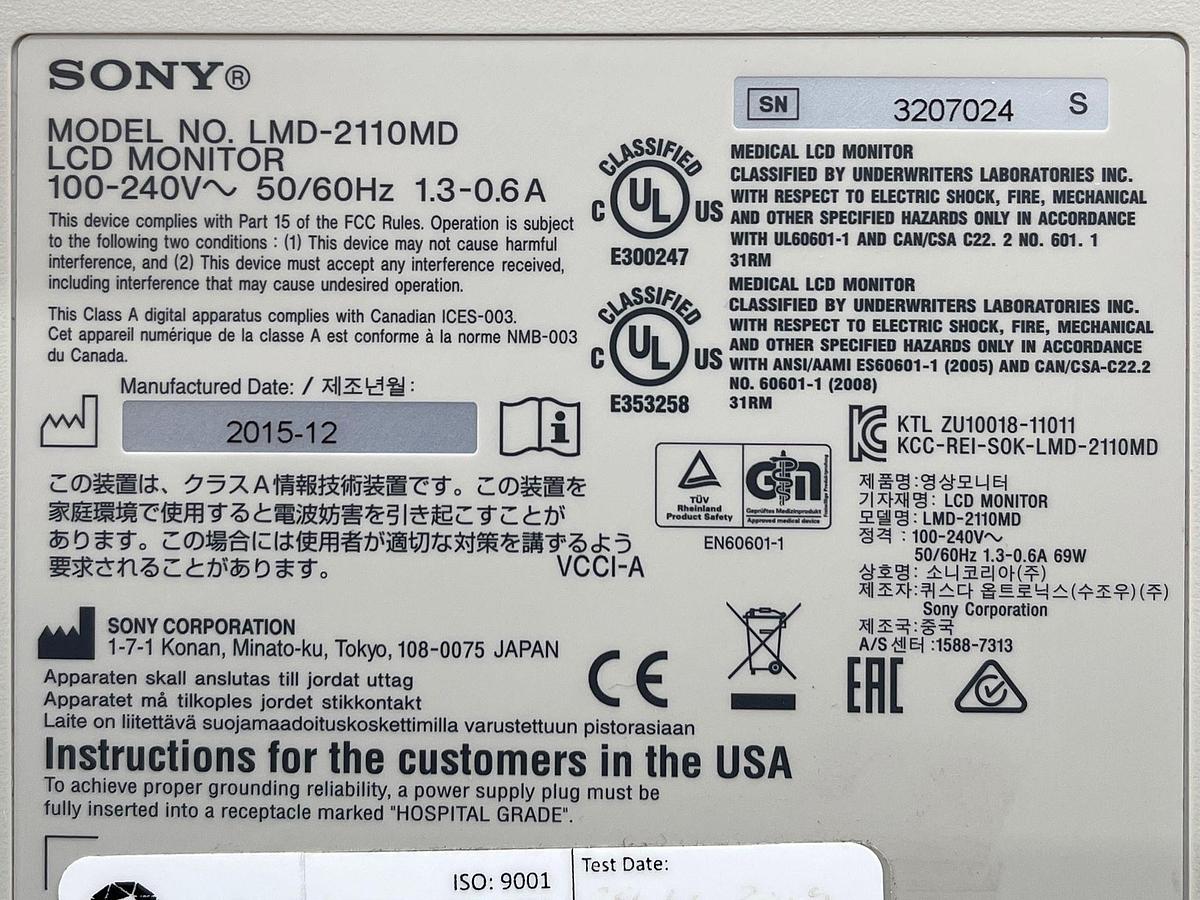 SONY®
MODEL NO. LMD-2110MD
LCD MONITOR
100-240V～ 50/60Hz 1.3-0.6A
This device complies with Part 15 of the FCC Rules. Operation is subject
to the following two conditions : (1) This device may not cause harmful
interference, and (2) This device must accept any interference received,
including interference that may cause undesired operation.
This Class A digital apparatus complies with Canadian ICES-003.
Cet appareil numérique de la classe A est conforme à la norme NMB-003
du Canada.
Manufactured Date: / 제조년월:
2015-12
SN 3207024 S
CLASSIFIED
C UL US
E300247
MEDICAL LCD MONITOR
CLASSIFIED BY UNDERWRITERS LABORATORIES INC.
WITH RESPECT TO ELECTRIC SHOCK, FIRE, MECHANICAL
AND OTHER SPECIFIED HAZARDS ONLY IN ACCORDANCE
WITH UL60601-1 AND CAN/CSA C22. 2 NO. 601. 1
31RM
CLASSIFIED
C UL US
E353258
MEDICAL LCD MONITOR
CLASSIFIED BY UNDERWRITERS LABORATORIES INC.
WITH RESPECT TO ELECTRIC SHOCK, FIRE, MECHANICAL
AND OTHER SPECIFIED HAZARDS ONLY IN ACCORDANCE
WITH ANSI/AAMI ES60601-1 (2005) AND CAN/CSA-C22.2
NO. 60601-1 (2008)
31RM
KTL ZU10018-11011
KCC-REI-SOK-LMD-2110MD
TÜV
Rheinland
Product Safety
Geprüftes Medizinprodukt
Approved medical device
EN60601-1
제품명:영상모니터
기자재명: LCD MONITOR
모델명: LMD-2110MD
정격 : 100-240V～
50/60Hz 1.3-0.6A 69W
상호명: 소니코리아(주)
제조자:퀴스다 옵트로닉스(수조우)(주)
Sony Corporation
제조국:중국
A/S센터 :1588-7313
この装置は、クラスA情報技術装置です。この装置を
家庭環境で使用すると電波妨害を引き起こすことが
あります。この場合には使用者が適切な対策を講ずるよう
要求されることがあります。
VCCI-A
SONY CORPORATION
1-7-1 Konan, Minato-ku, Tokyo, 108-0075 JAPAN
CE
EAC
Apparaten skall anslutas till jordat uttag
Apparatet må tilkoples jordet stikkontakt
Laite on liitettävä suojamaadoituskoskettimilla varustettuun pistorasiaan
Instructions for the customers in the USA
To achieve proper grounding reliability, a power supply plug must be
fully inserted into a receptacle marked "HOSPITAL GRADE".
ISO: 9001
Test Date: